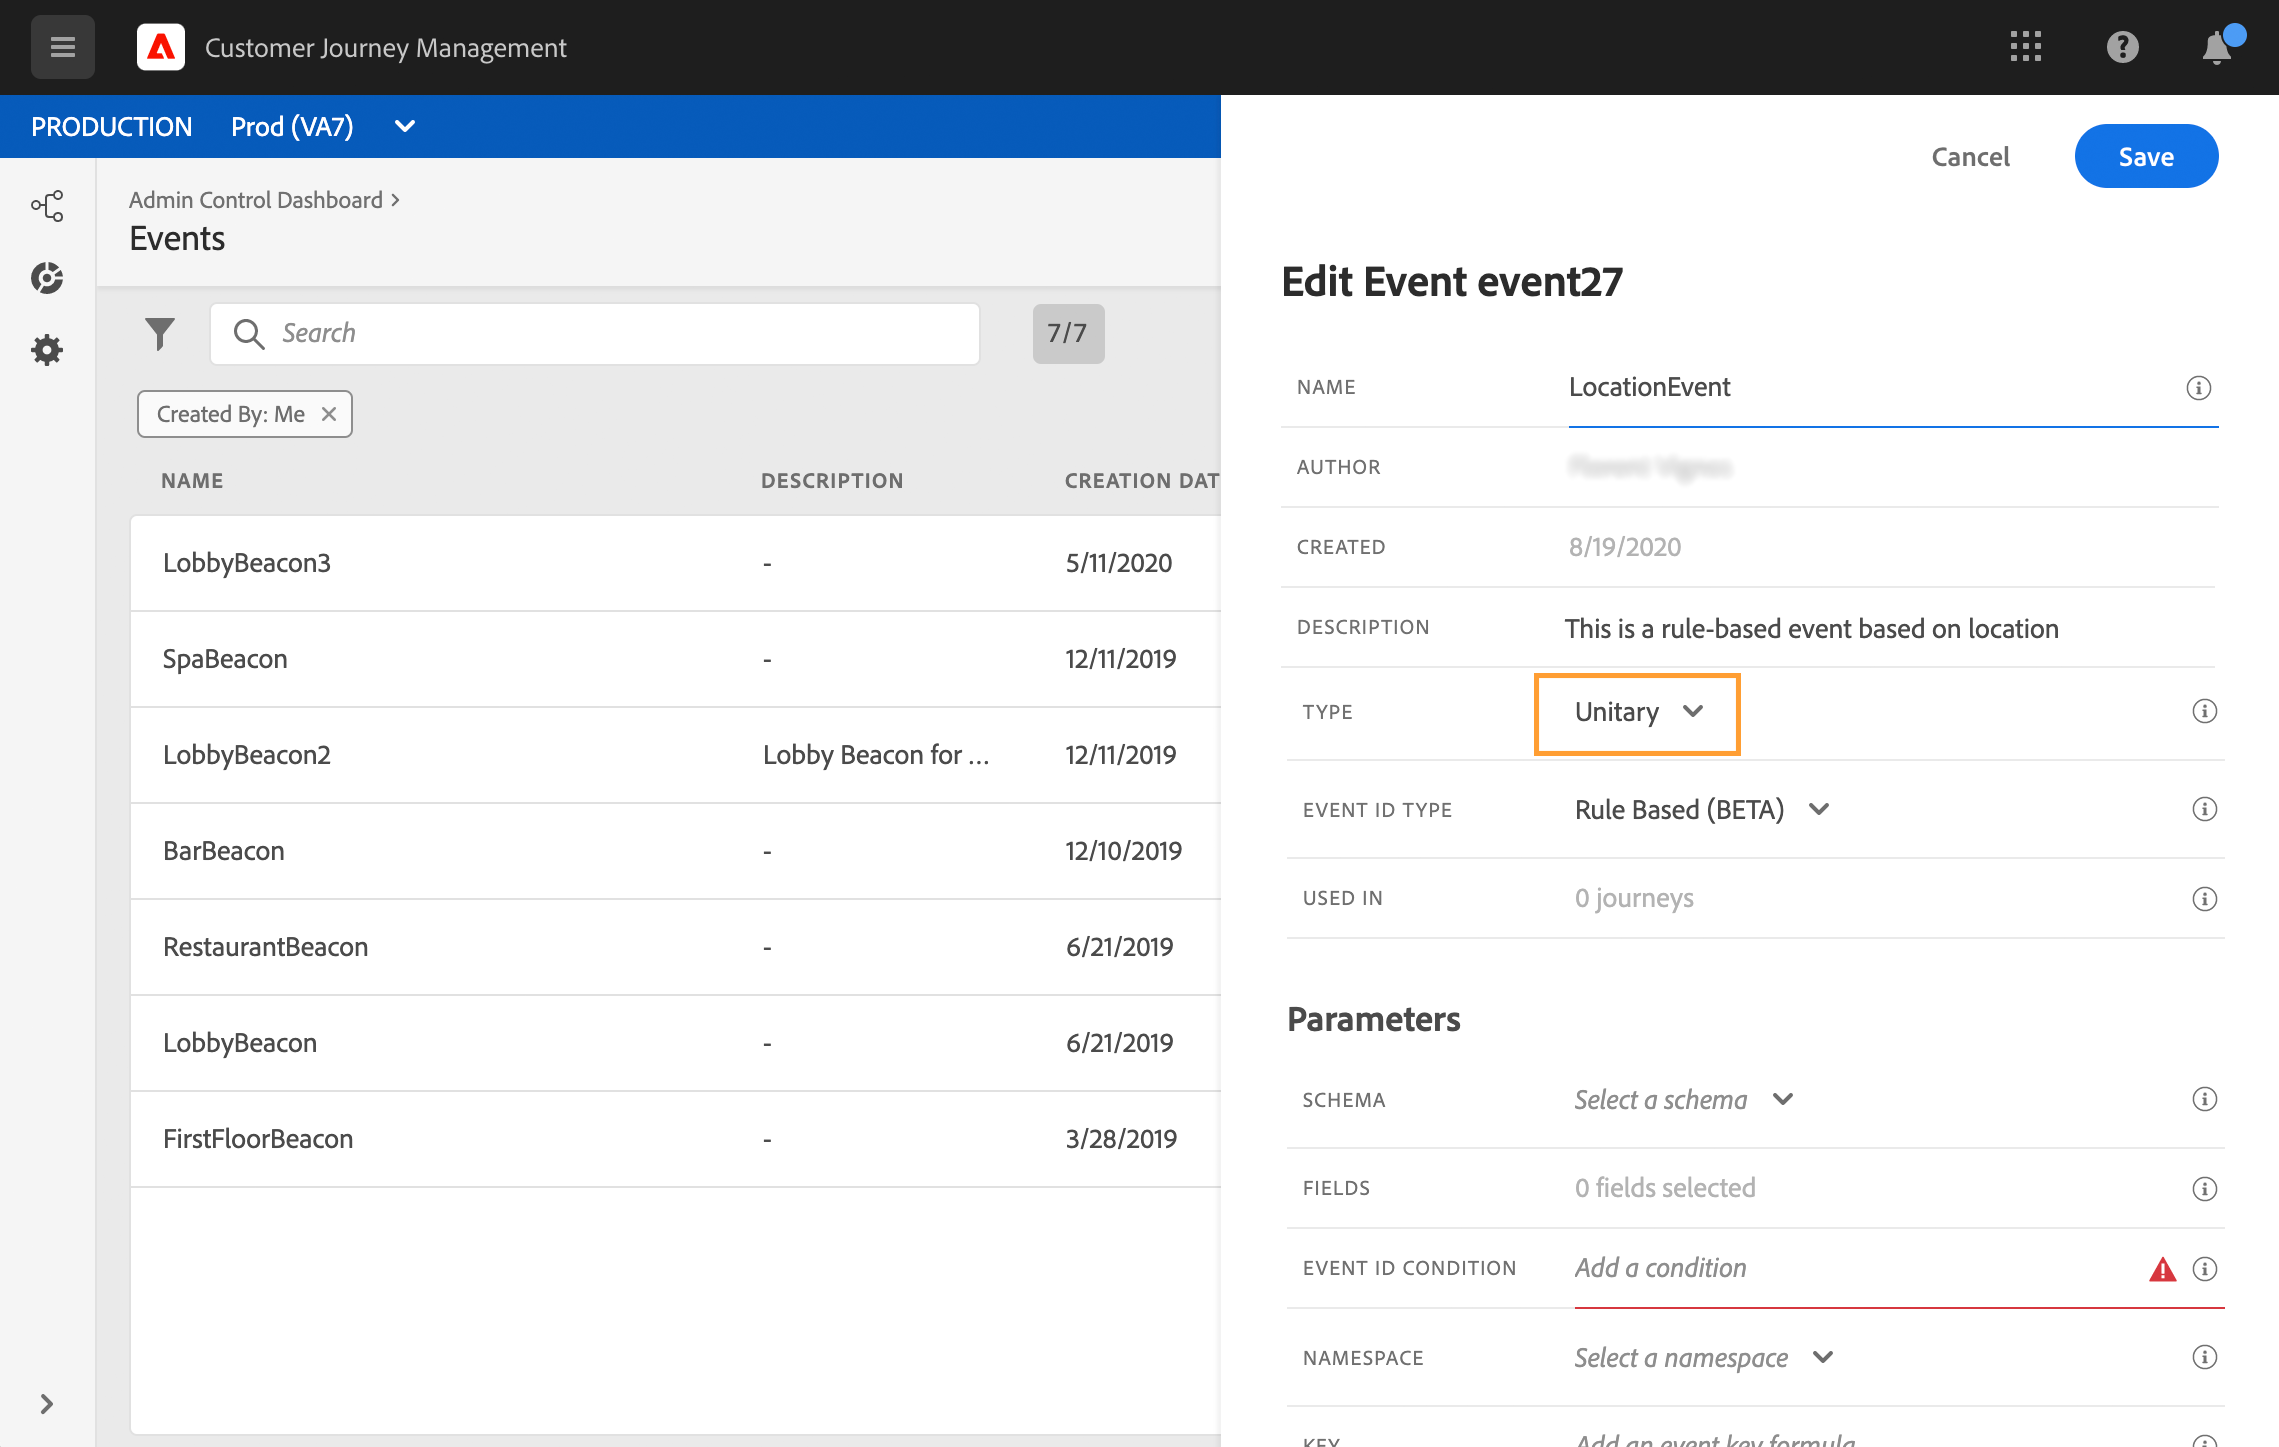 Customer Journey Management
PRODUCTION Prod (VA7)
Admin Control Dashboard
Events
Search
7/7
Created By: Me
NAME DESCRIPTION CREATION DAT
LobbyBeacon3 - 5/11/2020
SpaBeacon - 12/11/2019
LobbyBeacon2 Lobby Beacon for ... 12/11/2019
BarBeacon - 12/10/2019
RestaurantBeacon - 6/21/2019
LobbyBeacon - 6/21/2019
FirstFloorBeacon - 3/28/2019
Cancel Save
Edit Event event27
NAME LocationEvent
AUTHOR
CREATED 8/19/2020
DESCRIPTION This is a rule-based event based on location
TYPE Unitary
EVENT ID TYPE Rule Based (BETA)
USED IN 0 journeys
Parameters
SCHEMA Select a schema
FIELDS 0 fields selected
EVENT ID CONDITION Add a condition
NAMESPACE Select a namespace
KEY Add an event key formula